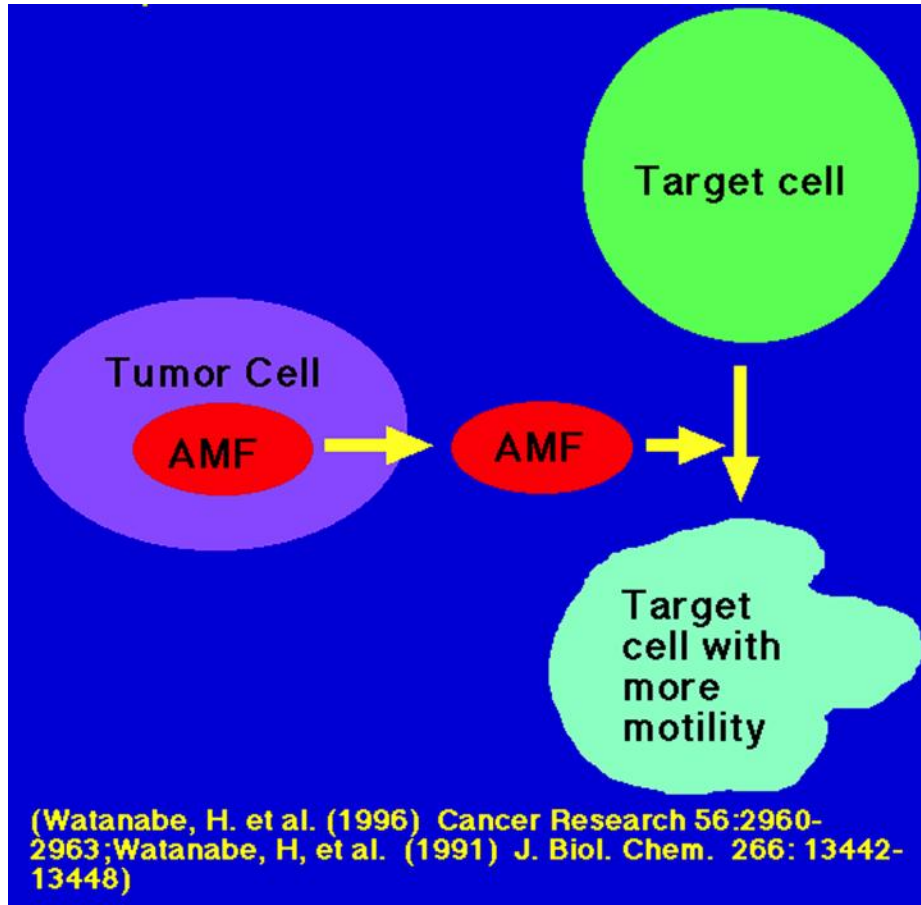 Target cell
Tumor Cell
AMF
AMF
Target
cell with
more
motility
(Watanabe, H. et al. (1996) Cancer Research 56:2960-
2963;Watanabe, H, et al. (1991) J. Biol. Chem. 266: 13442-
13448)